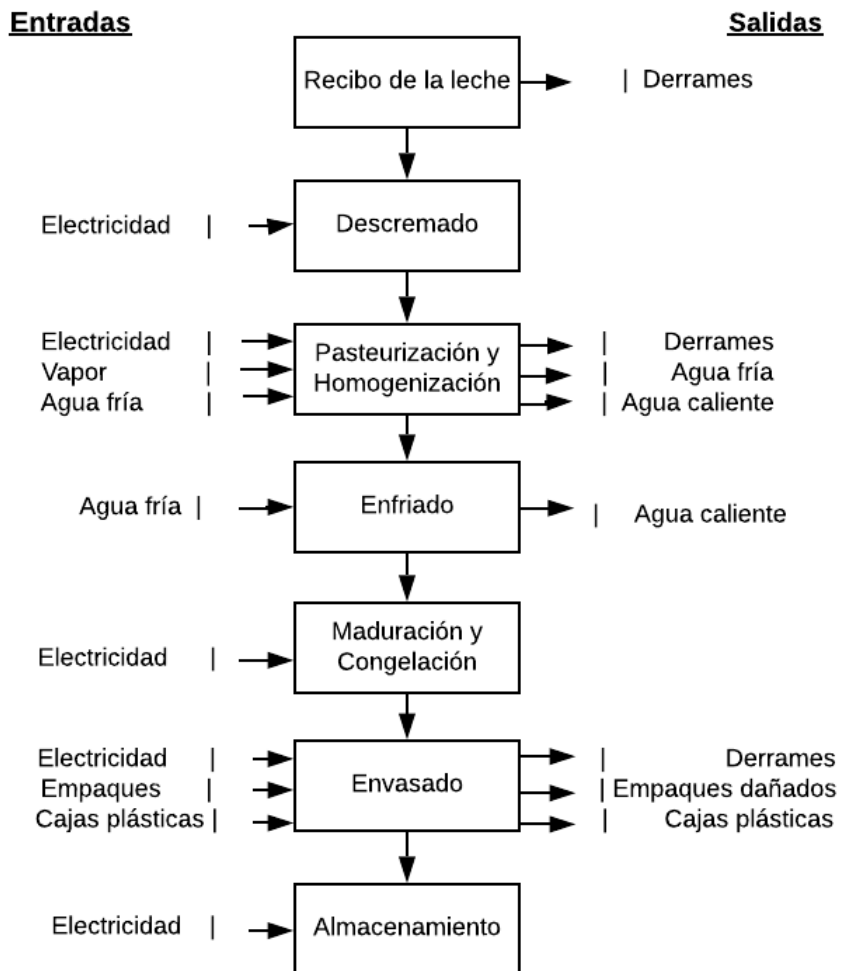 Entradas
Salidas
Recibo de la leche
| Derrames
Electricidad |
Descremado
Electricidad |
Vapor |
Agua fría |
Pasteurización y
Homogenización
| Derrames
| Agua fría
| Agua caliente
Agua fría |
Enfriado
| Agua caliente
Electricidad |
Maduración y
Congelación
Electricidad |
Empaques |
Cajas plásticas |
Envasado
| Derrames
| Empaques dañados
| Cajas plásticas
Electricidad |
Almacenamiento